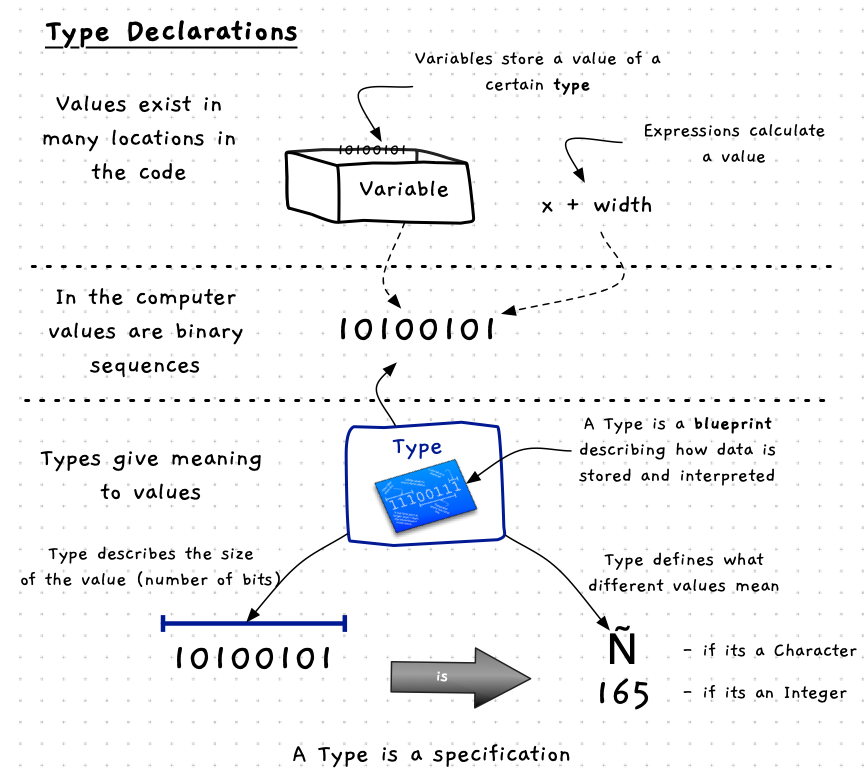 Type Declarations
Variables store a value of a
certain type
Values exist in
many locations in
the code
10100101
Variable
Expressions calculate
a value
x + width
In the computer
values are binary
sequences
10100101
Types give meaning
to values
Type
11100111
A Type is a blueprint
describing how data is
stored and interpreted
Type describes the size
of the value (number of bits)
10100101
is
Type defines what
different values mean
Ñ
- if its a Character
165
- if its an Integer
A Type is a specification